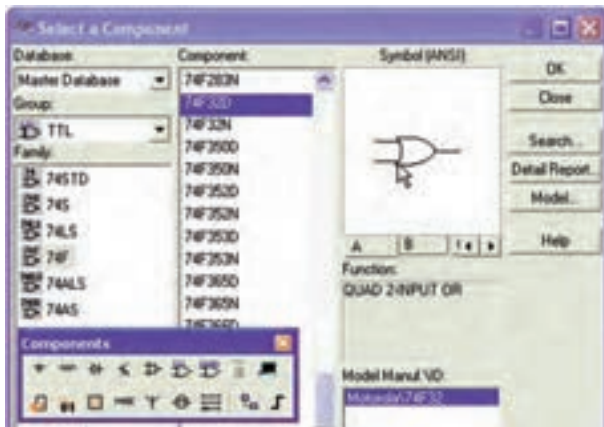 Select a Component
Database:
Master Database
Group:
TTL
Family:
74STD
74S
74LS
74F
74ALS
74AS
Component:
74F283N
74F32D
74F32N
74F350D
74F350N
74F352D
74F352N
74F353D
74F353N
74F365D
74F365N
74F366D
Symbol (ANSI)
A
B
Function:
QUAD 2-INPUT OR
Model Manuf.\ID:
Motorola\74F32
OK
Close
Search...
Detail Report...
Model...
Help
Components